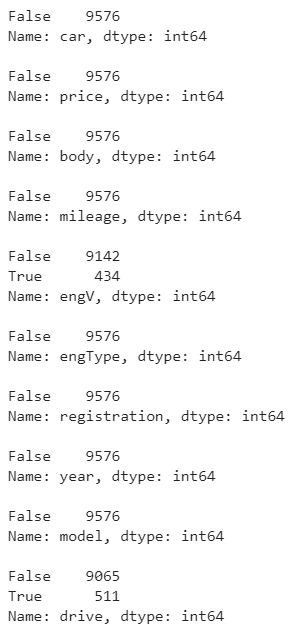 False    9576
Name: car, dtype: int64
False    9576
Name: price, dtype: int64
False    9576
Name: body, dtype: int64
False    9576
Name: mileage, dtype: int64
False    9142
True      434
Name: engV, dtype: int64
False    9576
Name: engType, dtype: int64
False    9576
Name: registration, dtype: int64
False    9576
Name: year, dtype: int64
False    9576
Name: model, dtype: int64
False    9065
True      511
Name: drive, dtype: int64